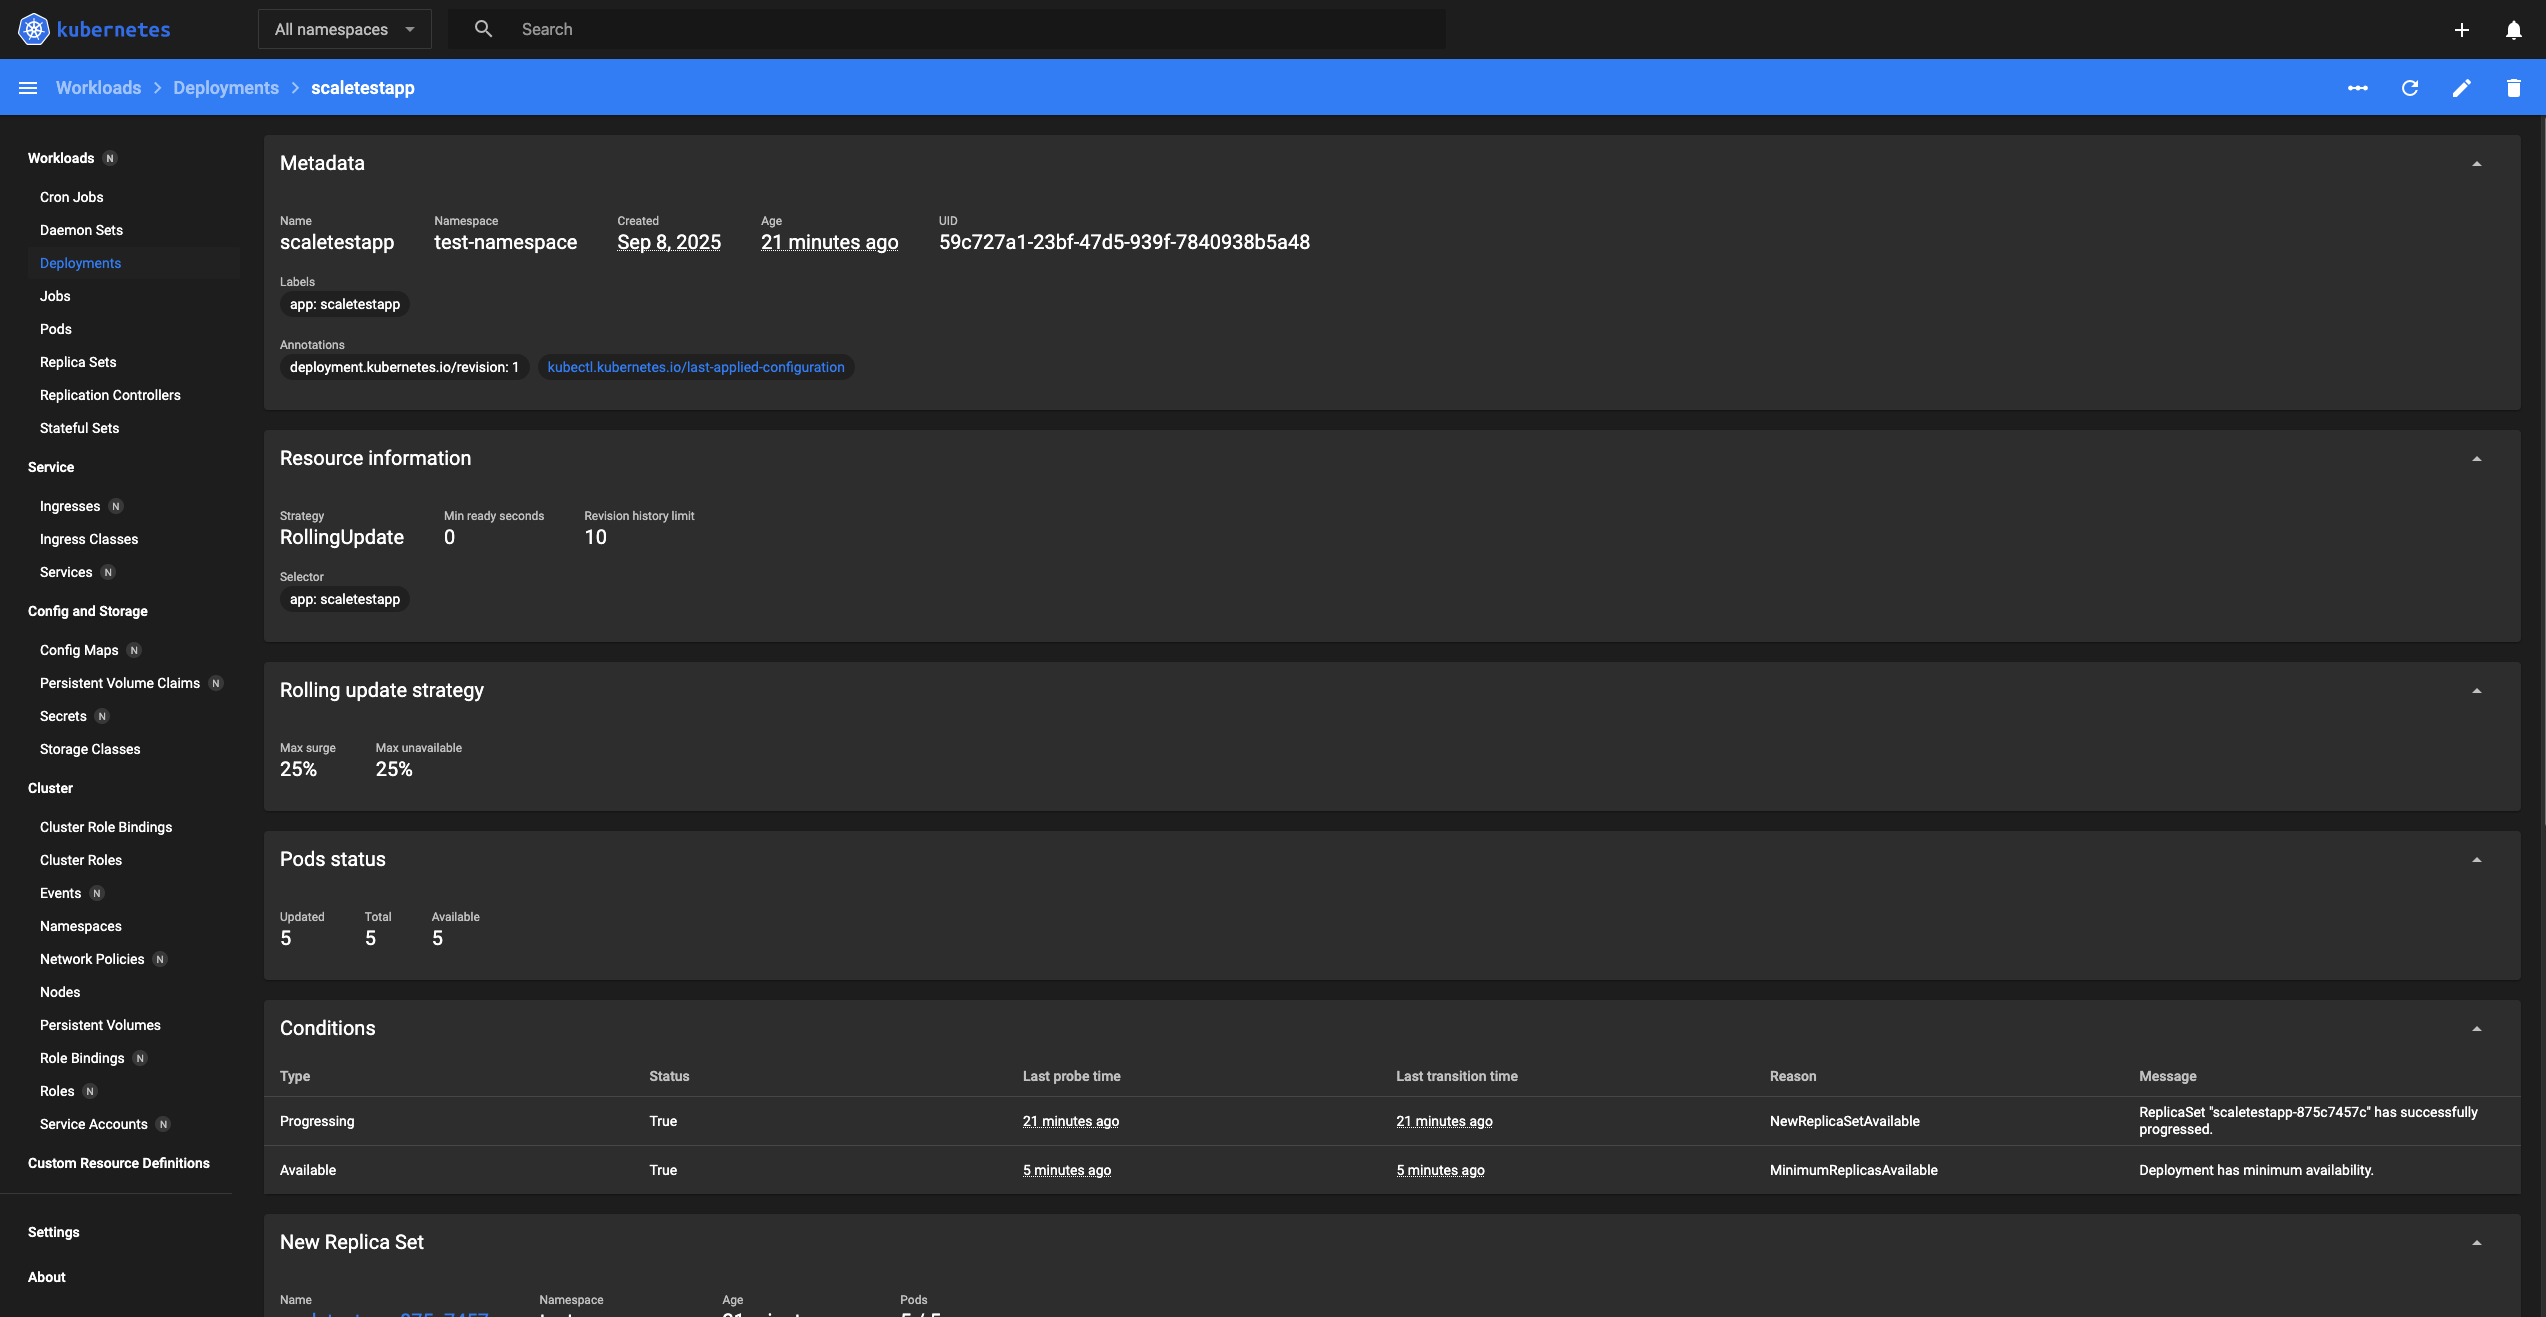 kubernetes
All namespaces
Search
Workloads > Deployments > scaletestapp
Workloads N
Cron Jobs
Daemon Sets
Deployments
Jobs
Pods
Replica Sets
Replication Controllers
Stateful Sets
Service
Ingresses N
Ingress Classes
Services N
Config and Storage
Config Maps N
Persistent Volume Claims N
Secrets N
Storage Classes
Cluster
Cluster Role Bindings
Cluster Roles
Events N
Namespaces
Network Policies N
Nodes
Persistent Volumes
Role Bindings N
Roles N
Service Accounts N
Custom Resource Definitions
Settings
About
Metadata
Name Namespace Created Age UID
scaletestapp test-namespace Sep 8, 2025 21 minutes ago 59c727a1-23bf-47d5-939f-7840938b5a48
Labels
app: scaletestapp
Annotations
deployment.kubernetes.io/revision: 1 kubectl.kubernetes.io/last-applied-configuration
Resource information
Strategy Min ready seconds Revision history limit
RollingUpdate 0 10
Selector
app: scaletestapp
Rolling update strategy
Max surge Max unavailable
25% 25%
Pods status
Updated Total Available
5 5 5
Conditions
Type Status Last probe time Last transition time Reason Message
Progressing True 21 minutes ago 21 minutes ago NewReplicaSetAvailable ReplicaSet "scaletestapp-875c7457c" has successfully
progressed.
Available True 5 minutes ago 5 minutes ago MinimumReplicasAvailable Deployment has minimum availability.
New Replica Set
Name Namespace Age Pods